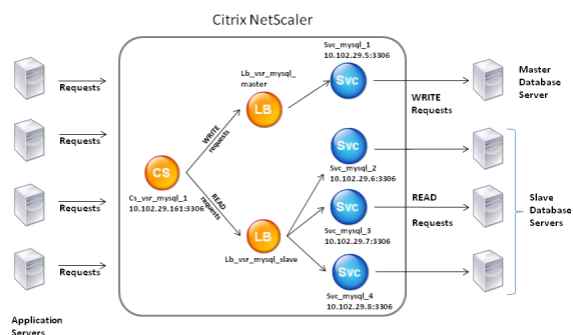 Citrix NetScaler
Requests
Requests
Requests
Requests
Application
Servers
CS
Cs_vsr_mysql_1
10.102.29.161:3306
WRITE
requests
READ
requests
Lb_vsr_mysql_
master
LB
LB
Lb_vsr_mysql_slave
Svc_mysql_1
10.102.29.5:3306
Svc
Svc
Svc_mysql_2
10.102.29.6:3306
Svc
Svc_mysql_3
10.102.29.7:3306
Svc
Svc_mysql_4
10.102.29.8:3306
WRITE
Requests
READ
Requests
Master
Database
Server
Slave
Database
Servers